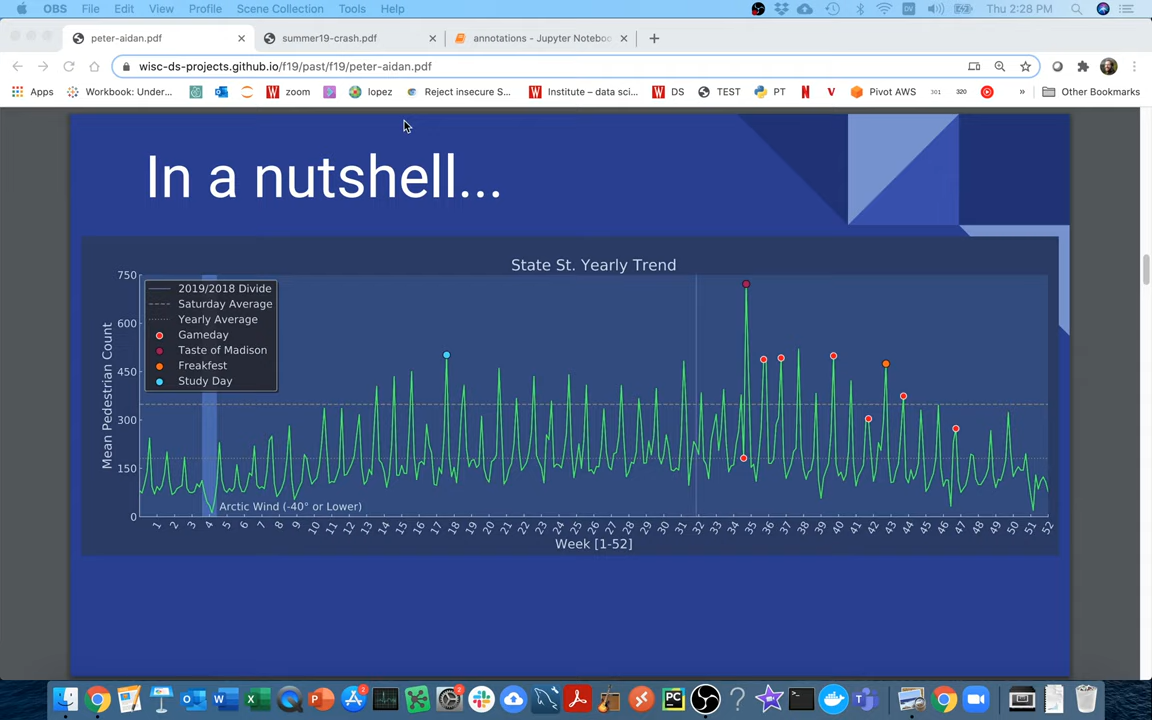 OBS File Edit View Profile Scene Collection Tools Help Thu 2:28 PM
peter-aidan.pdf summer19-crash.pdf annotations - Jupyter Noteboo
wisc-ds-projects.github.io/f19/past/f19/peter-aidan.pdf
Apps Workbook: Under... zoom lopez Reject insecure S... Institute – data sci... DS TEST PT Pivot AWS 301 320 » Other Bookmarks
In a nutshell...
State St. Yearly Trend
750
600
450
300
150
0
Mean Pedestrian Count
2019/2018 Divide
Saturday Average
Yearly Average
Gameday
Taste of Madison
Freakfest
Study Day
Arctic Wind (-40° or Lower)
1 2 3 4 5 6 7 8 9 10 11 12 13 14 15 16 17 18 19 20 21 22 23 24 25 26 27 28 29 30 31 32 33 34 35 36 37 38 39 40 41 42 43 44 45 46 47 48 49 50 51 52
Week [1-52]